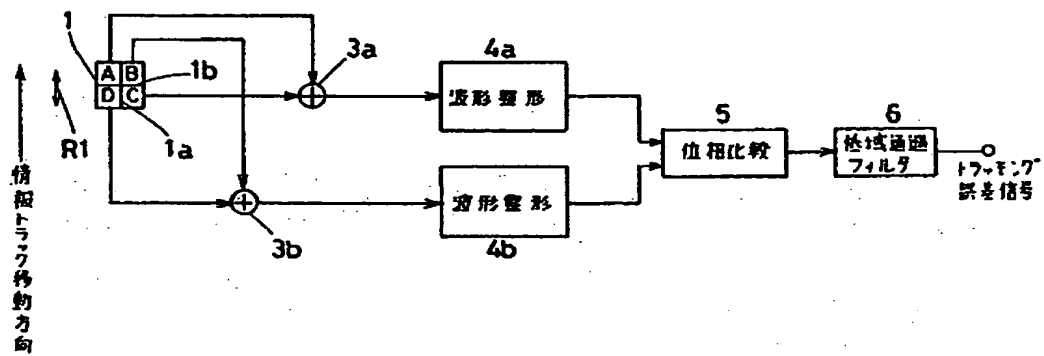 1
A B
D C
1b
1a
R1
情報トラック移動方向
3a
3b
4a
波形整形
波形整形
4b
5
位相比較
6
低域通過
フィルタ
トラッキング
誤差信号